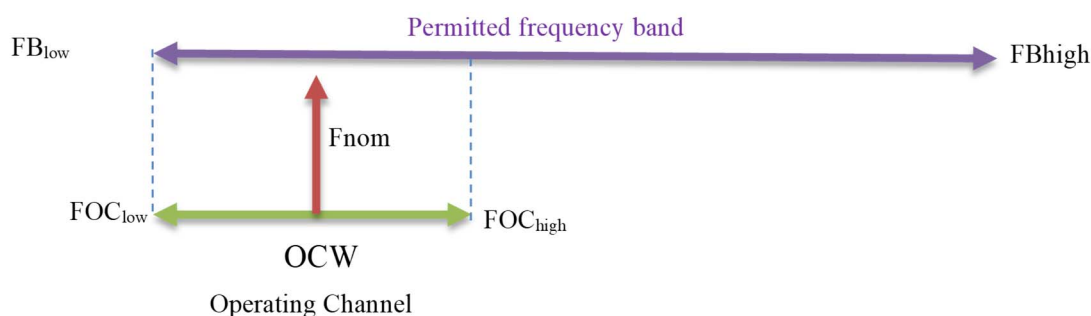 Permitted frequency band
FBlow
FBhigh
Fnom
FOClow
FOChigh
OCW
Operating Channel